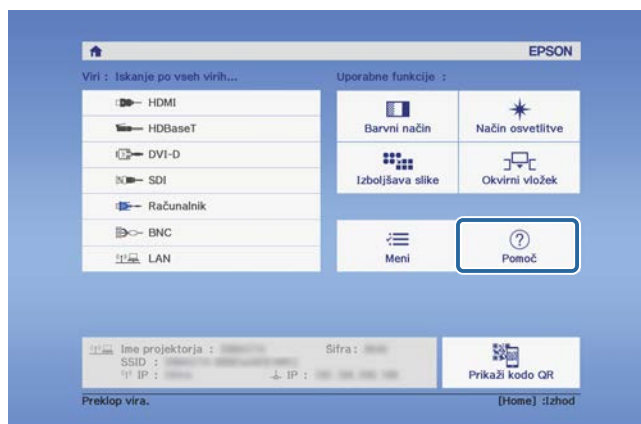 EPSON
Viri : Iskanje po vseh virih...
HDMI
HDBaseT
DVI-D
SDI
Računalnik
BNC
LAN
Uporabne funkcije :
Barvni način
Način osvetlitve
Izboljšava slike
Okvirni vložek
Meni
Pomoč
Ime projektorja :
Šifra:
SSID :
IP :
IP :
Prikaži kodo QR
Preklop vira.
[Home] :Izhod